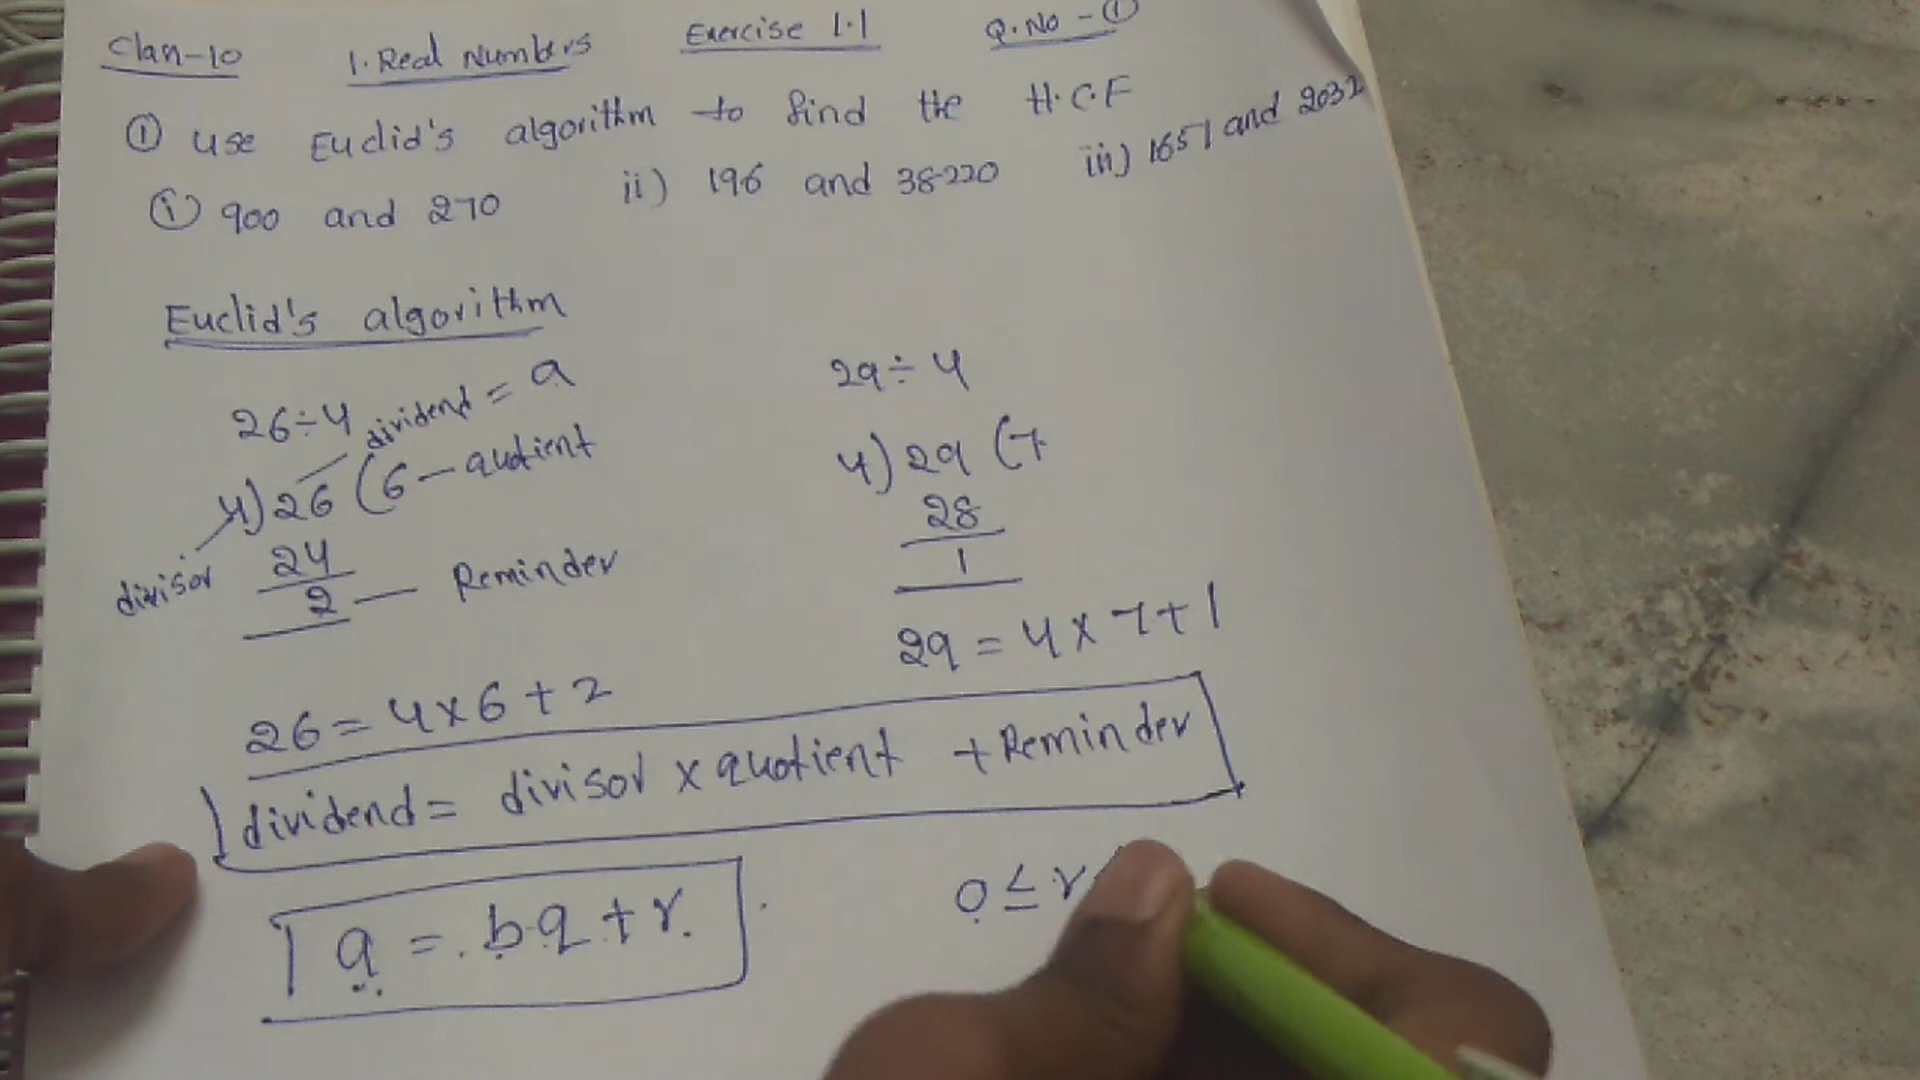 Class-10 1. Real Numbers Exercise 1.1 Q.No - ①
① use Euclid's algorithm to find the H.C.F
① 900 and 270 ii) 196 and 38220 iii) 1651 and 2032
Euclid's algorithm
26÷4 dividend = a
4)26(6 — quotient
divisor 24
2 — Reminder
26 = 4×6+2
29÷4
4)29(7
28
1
29 = 4×7+1
dividend = divisor × quotient + Reminder
a = bq+r.
0≤r